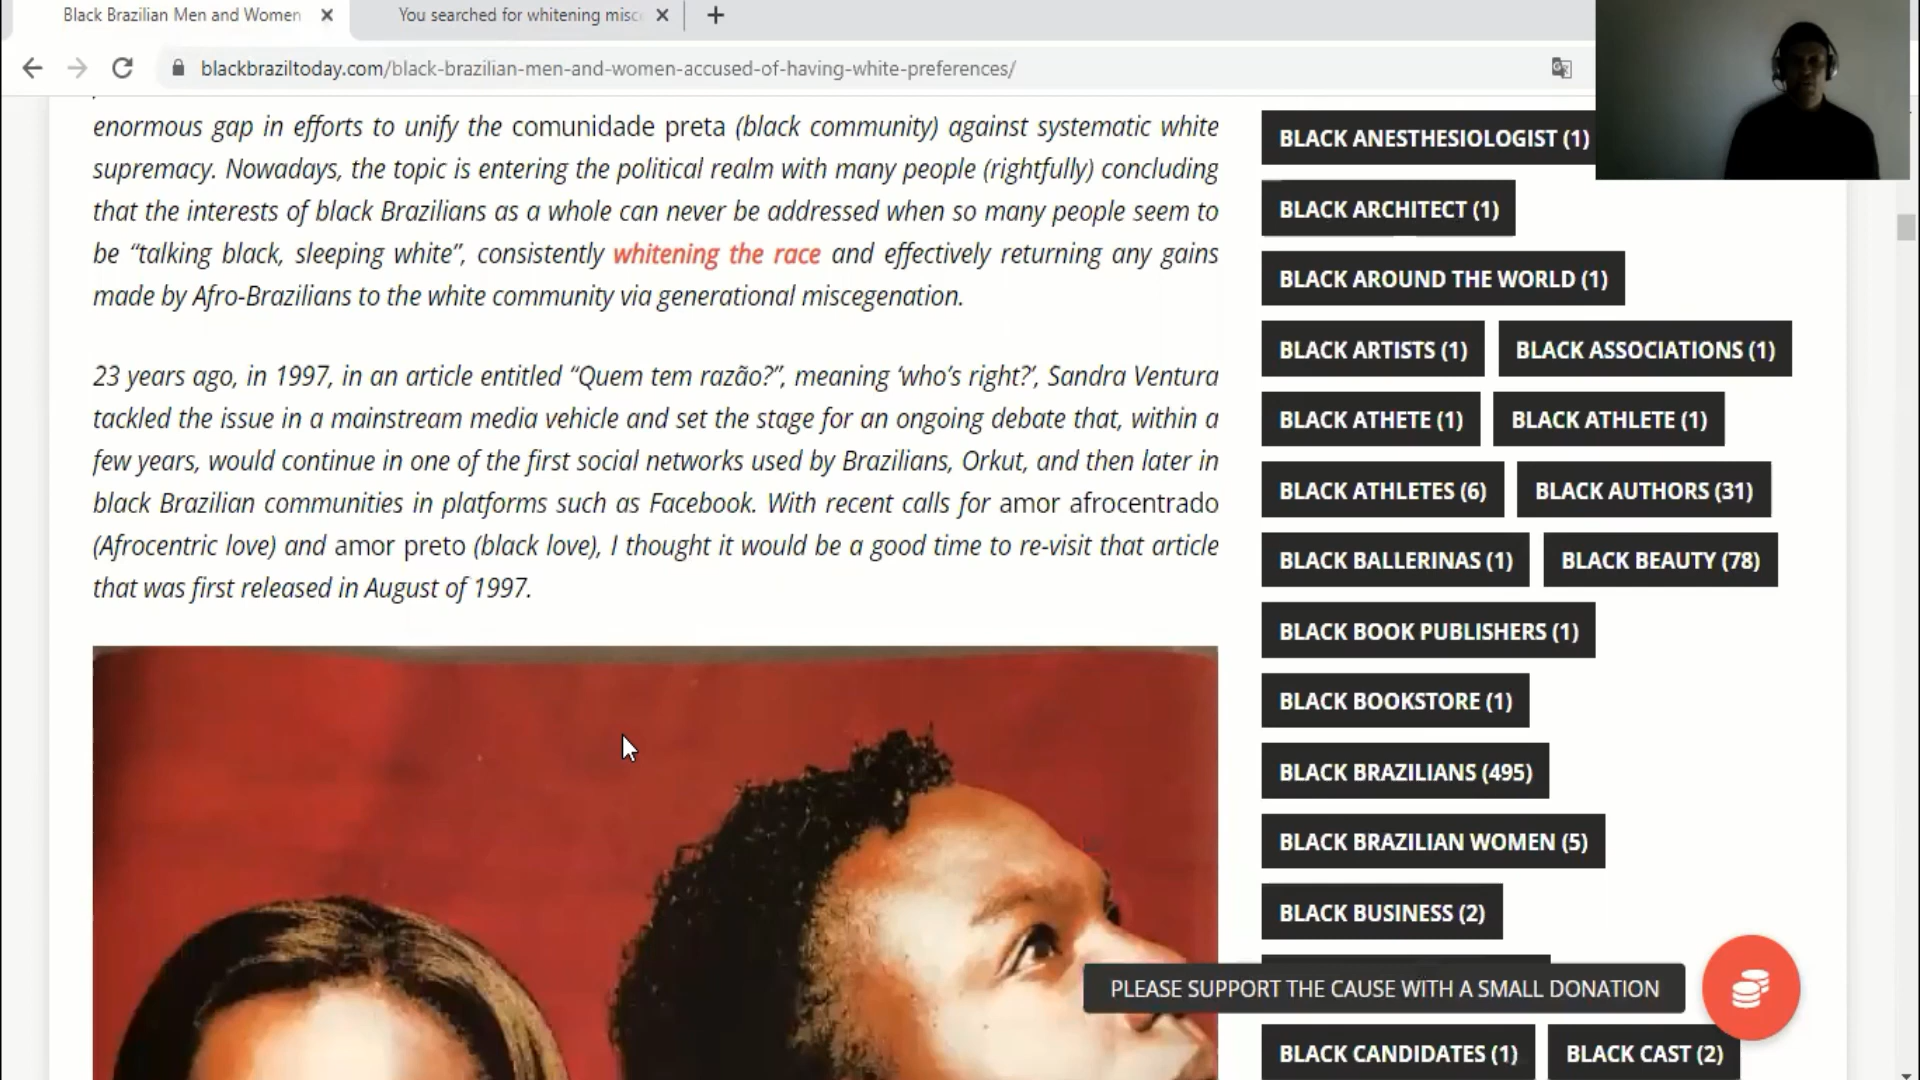 Black Brazilian Men and Women
You searched for whitening misc
blackbraziltoday.com/black-brazilian-men-and-women-accused-of-having-white-preferences/
enormous gap in efforts to unify the comunidade preta (black community) against systematic white
supremacy. Nowadays, the topic is entering the political realm with many people (rightfully) concluding
that the interests of black Brazilians as a whole can never be addressed when so many people seem to
be “talking black, sleeping white”, consistently whitening the race and effectively returning any gains
made by Afro-Brazilians to the white community via generational miscegenation.
23 years ago, in 1997, in an article entitled “Quem tem razão?”, meaning ‘who’s right?’, Sandra Ventura
tackled the issue in a mainstream media vehicle and set the stage for an ongoing debate that, within a
few years, would continue in one of the first social networks used by Brazilians, Orkut, and then later in
black Brazilian communities in platforms such as Facebook. With recent calls for amor afrocentrado
(Afrocentric love) and amor preto (black love), I thought it would be a good time to re-visit that article
that was first released in August of 1997.
BLACK ANESTHESIOLOGIST (1)
BLACK ARCHITECT (1)
BLACK AROUND THE WORLD (1)
BLACK ARTISTS (1) BLACK ASSOCIATIONS (1)
BLACK ATHETE (1) BLACK ATHLETE (1)
BLACK ATHLETES (6) BLACK AUTHORS (31)
BLACK BALLERINAS (1) BLACK BEAUTY (78)
BLACK BOOK PUBLISHERS (1)
BLACK BOOKSTORE (1)
BLACK BRAZILIANS (495)
BLACK BRAZILIAN WOMEN (5)
BLACK BUSINESS (2)
PLEASE SUPPORT THE CAUSE WITH A SMALL DONATION
BLACK CANDIDATES (1) BLACK CAST (2)